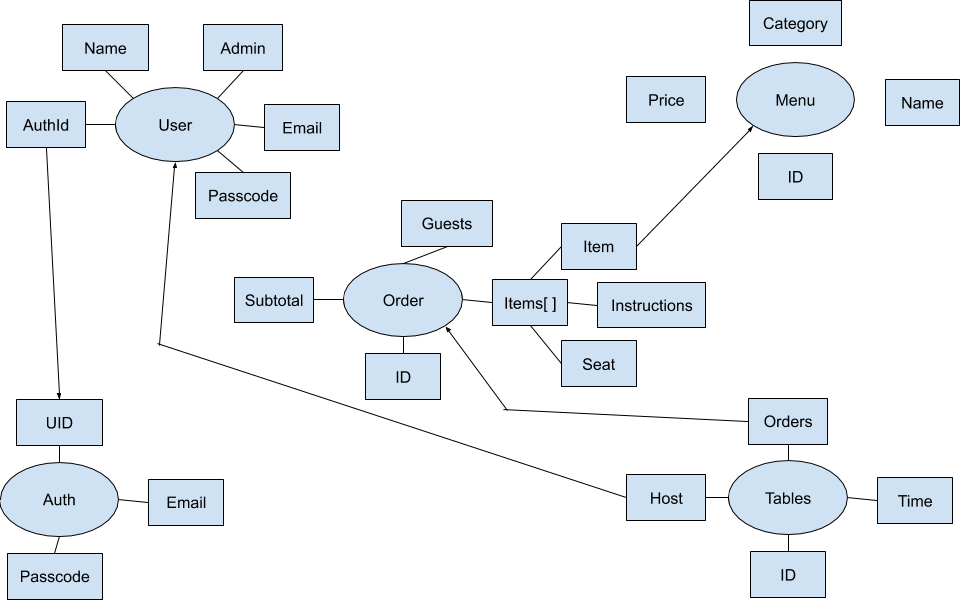 Category
Name
Admin
Price
Menu
Name
AuthId
User
Email
ID
Passcode
Guests
Item
Subtotal
Order
Items[ ]
Instructions
Seat
ID
UID
Orders
Auth
Email
Host
Tables
Time
Passcode
ID